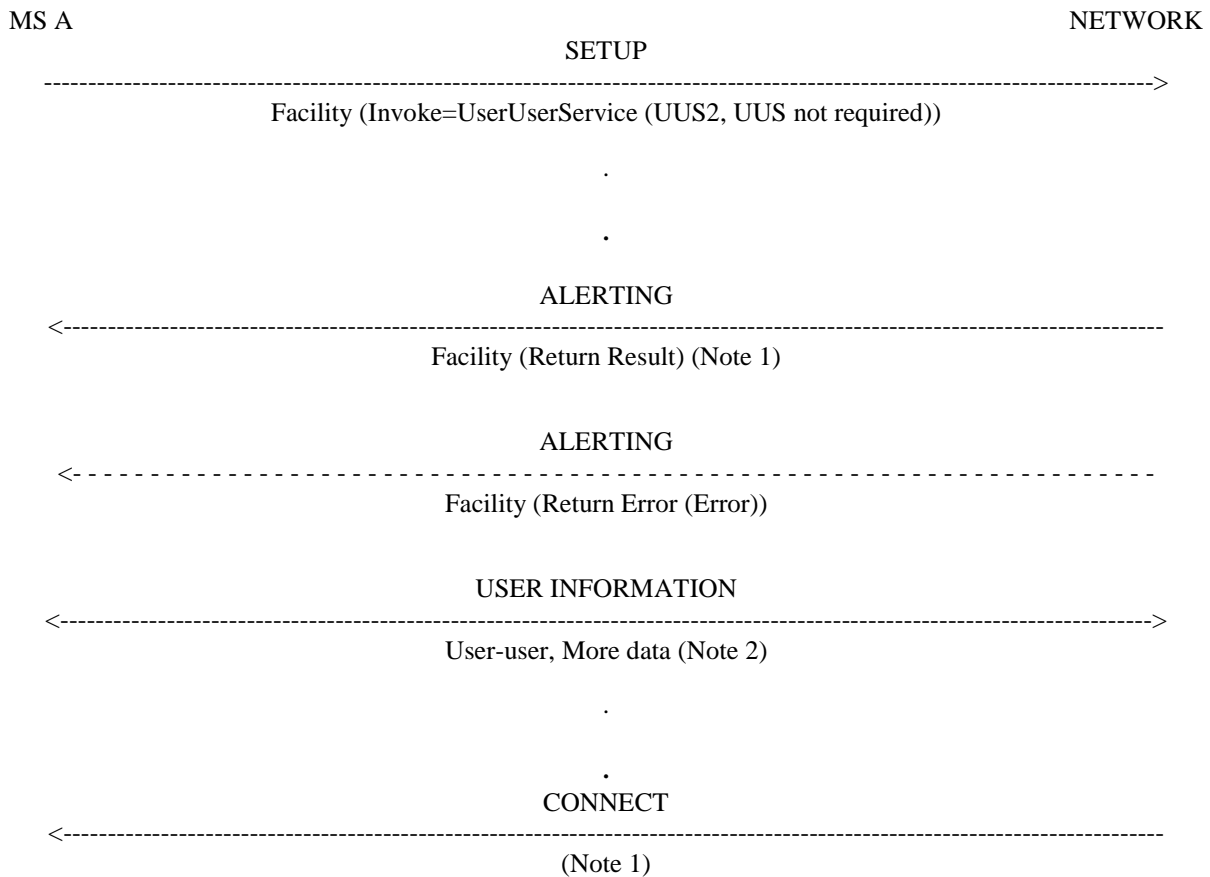 MS A NETWORK
SETUP
Facility (Invoke=UserUserService (UUS2, UUS not required))
.
.
ALERTING
Facility (Return Result) (Note 1)
ALERTING
Facility (Return Error (Error))
USER INFORMATION
User-user, More data (Note 2)
.
.
CONNECT
(Note 1)